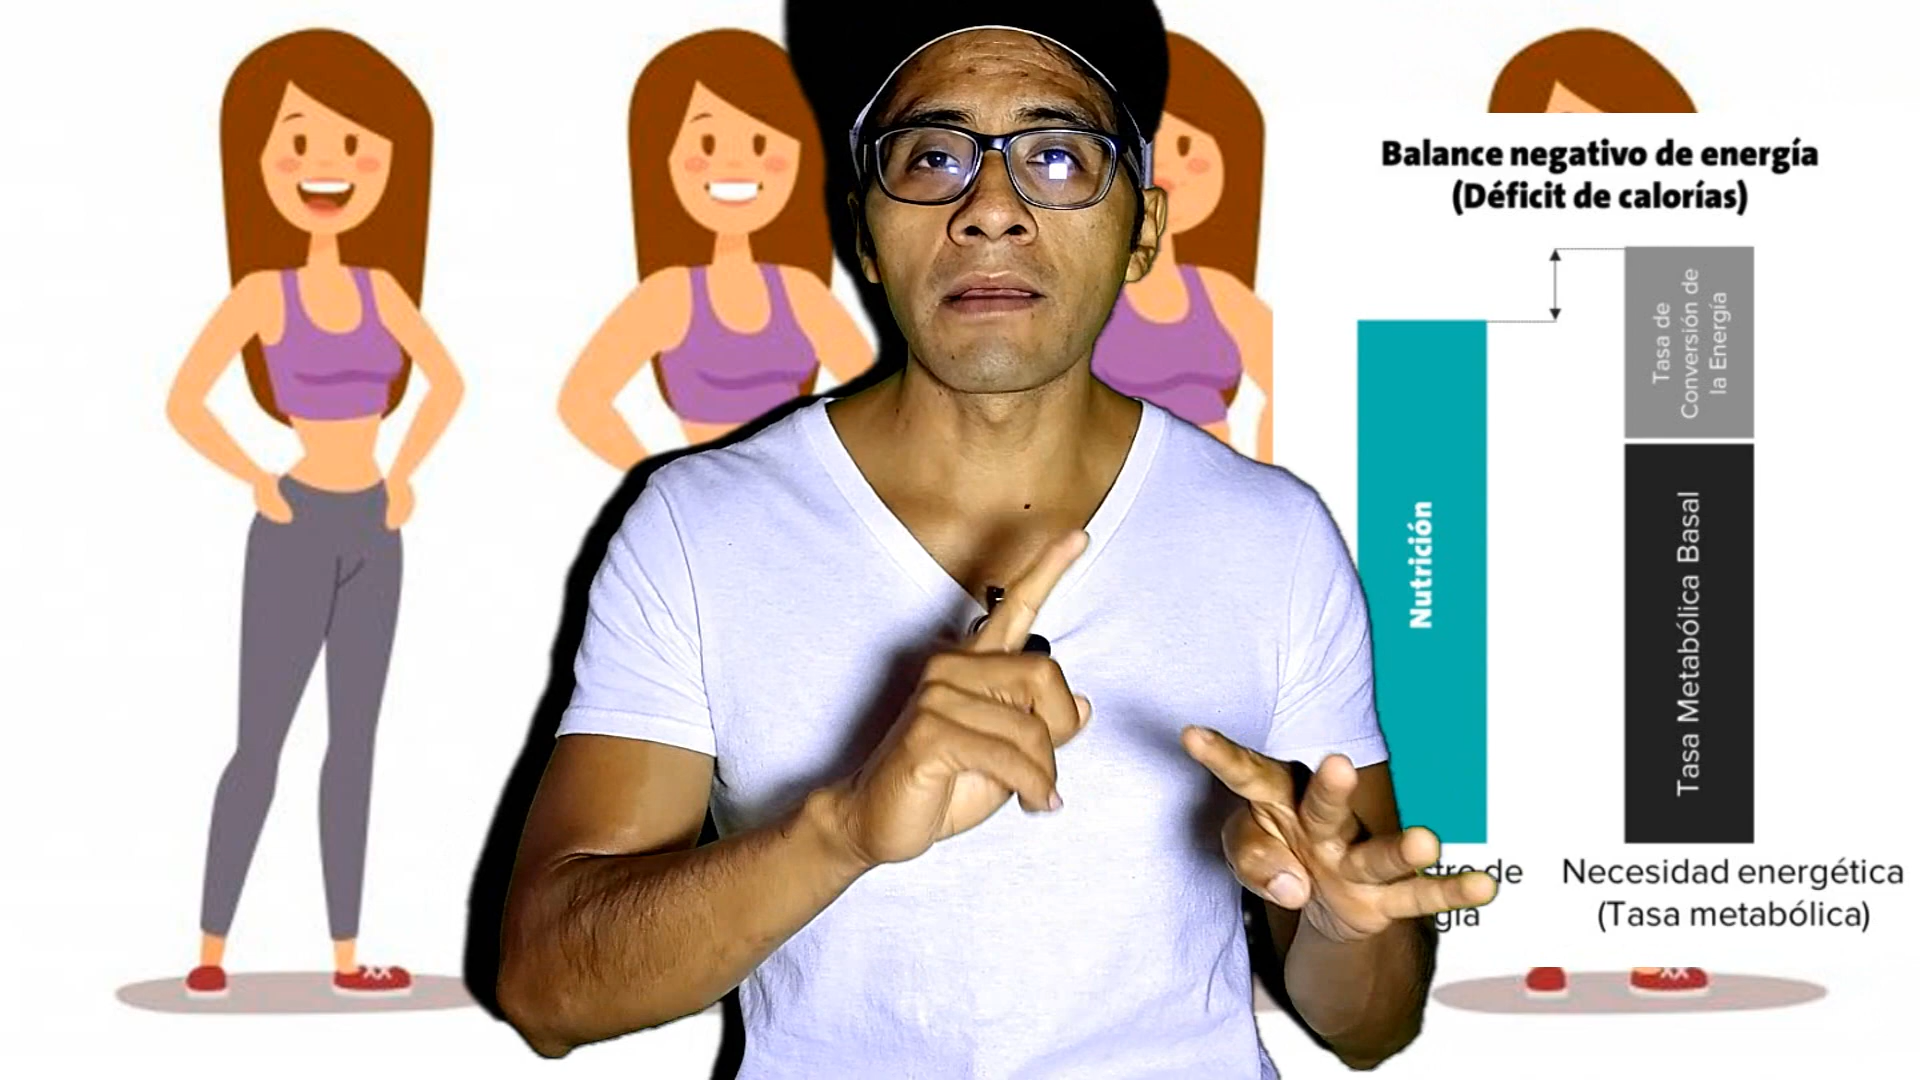 Balance negativo de energía
(Déficit de calorías)
Tasa de
Conversión de
la Energía
Nutrición
Tasa Metabólica Basal
de
Necesidad energética
(Tasa metabólica)